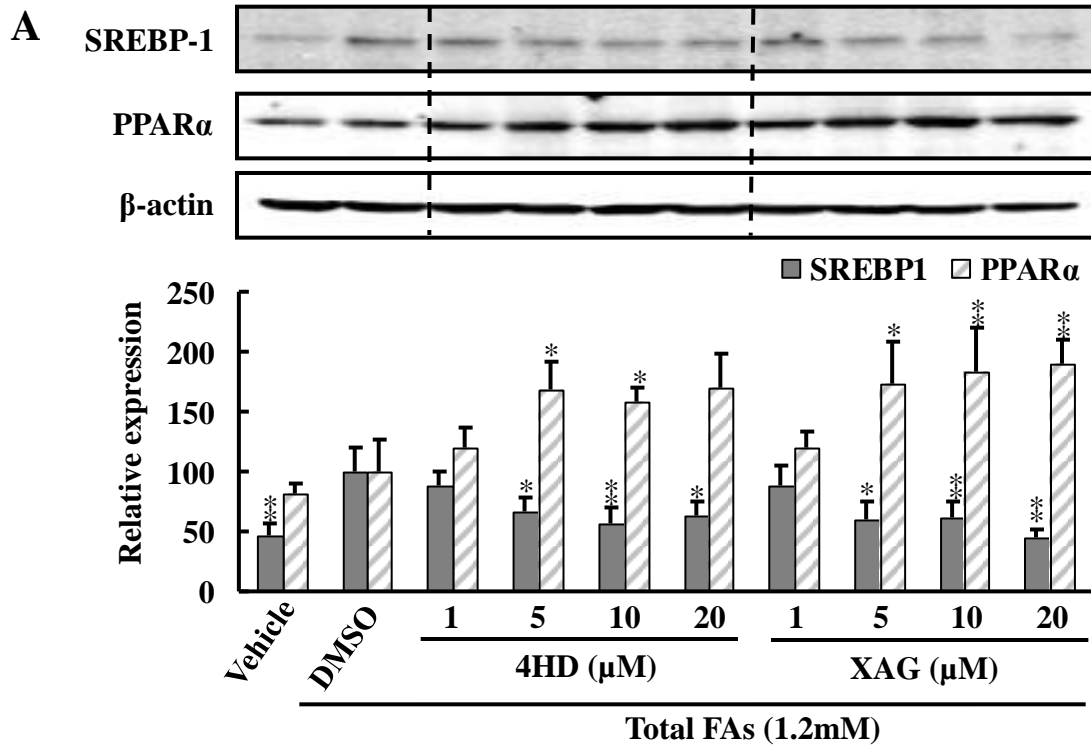 A
SREBP-1
PPARα
β-actin
SREBP1 PPARα
Relative expression
250
200
150
100
50
0
** * * ** * * ** * * ** ** ** **
Vehicle DMSO 1 5 10 20 1 5 10 20
4HD (μM) XAG (μM)
Total FAs (1.2mM)